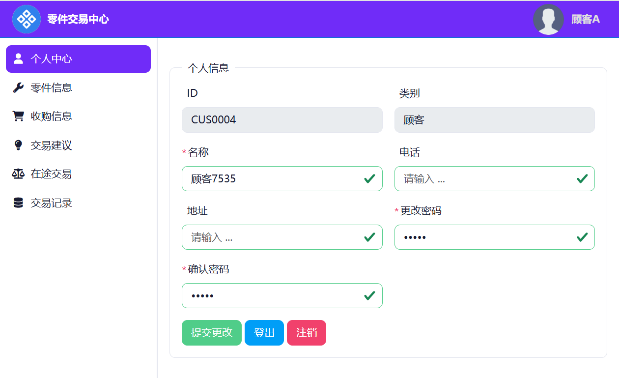 零件交易中心
顾客A
个人中心
零件信息
收购信息
交易建议
在途交易
交易记录
个人信息
ID
类别
CUS0004
顾客
*名称
电话
顾客7535
请输入 ...
地址
*更改密码
请输入 ...
•••••
*确认密码
•••••
提交更改
登出
注销